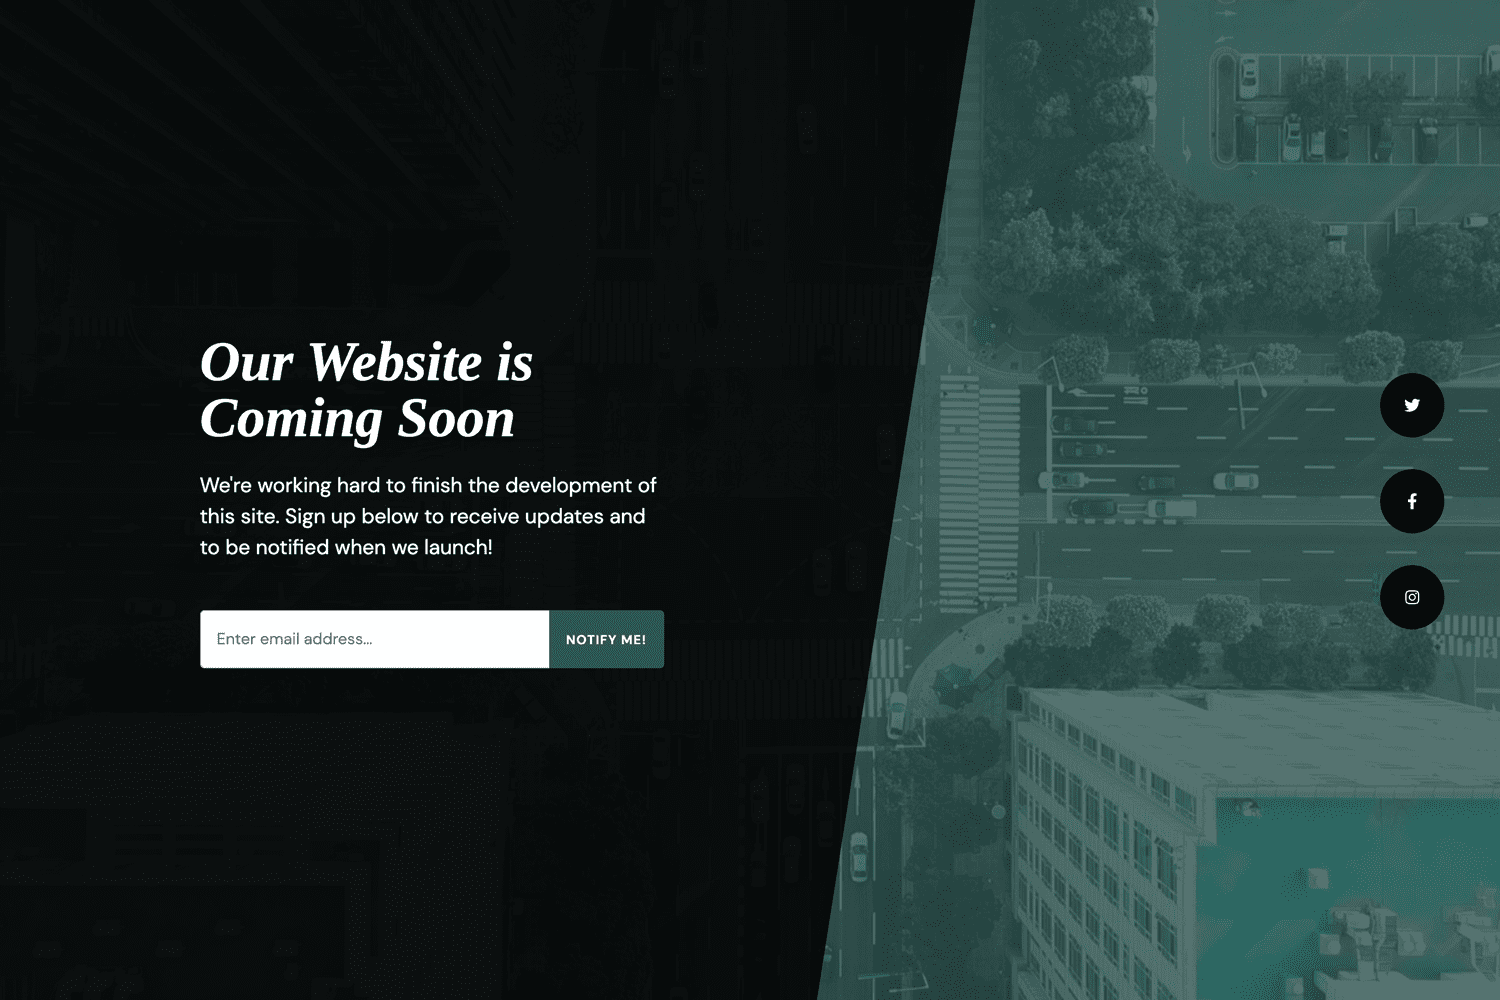 Our Website is
Coming Soon
We're working hard to finish the development of
this site. Sign up below to receive updates and
to be notified when we launch!
Enter email address...
NOTIFY ME!